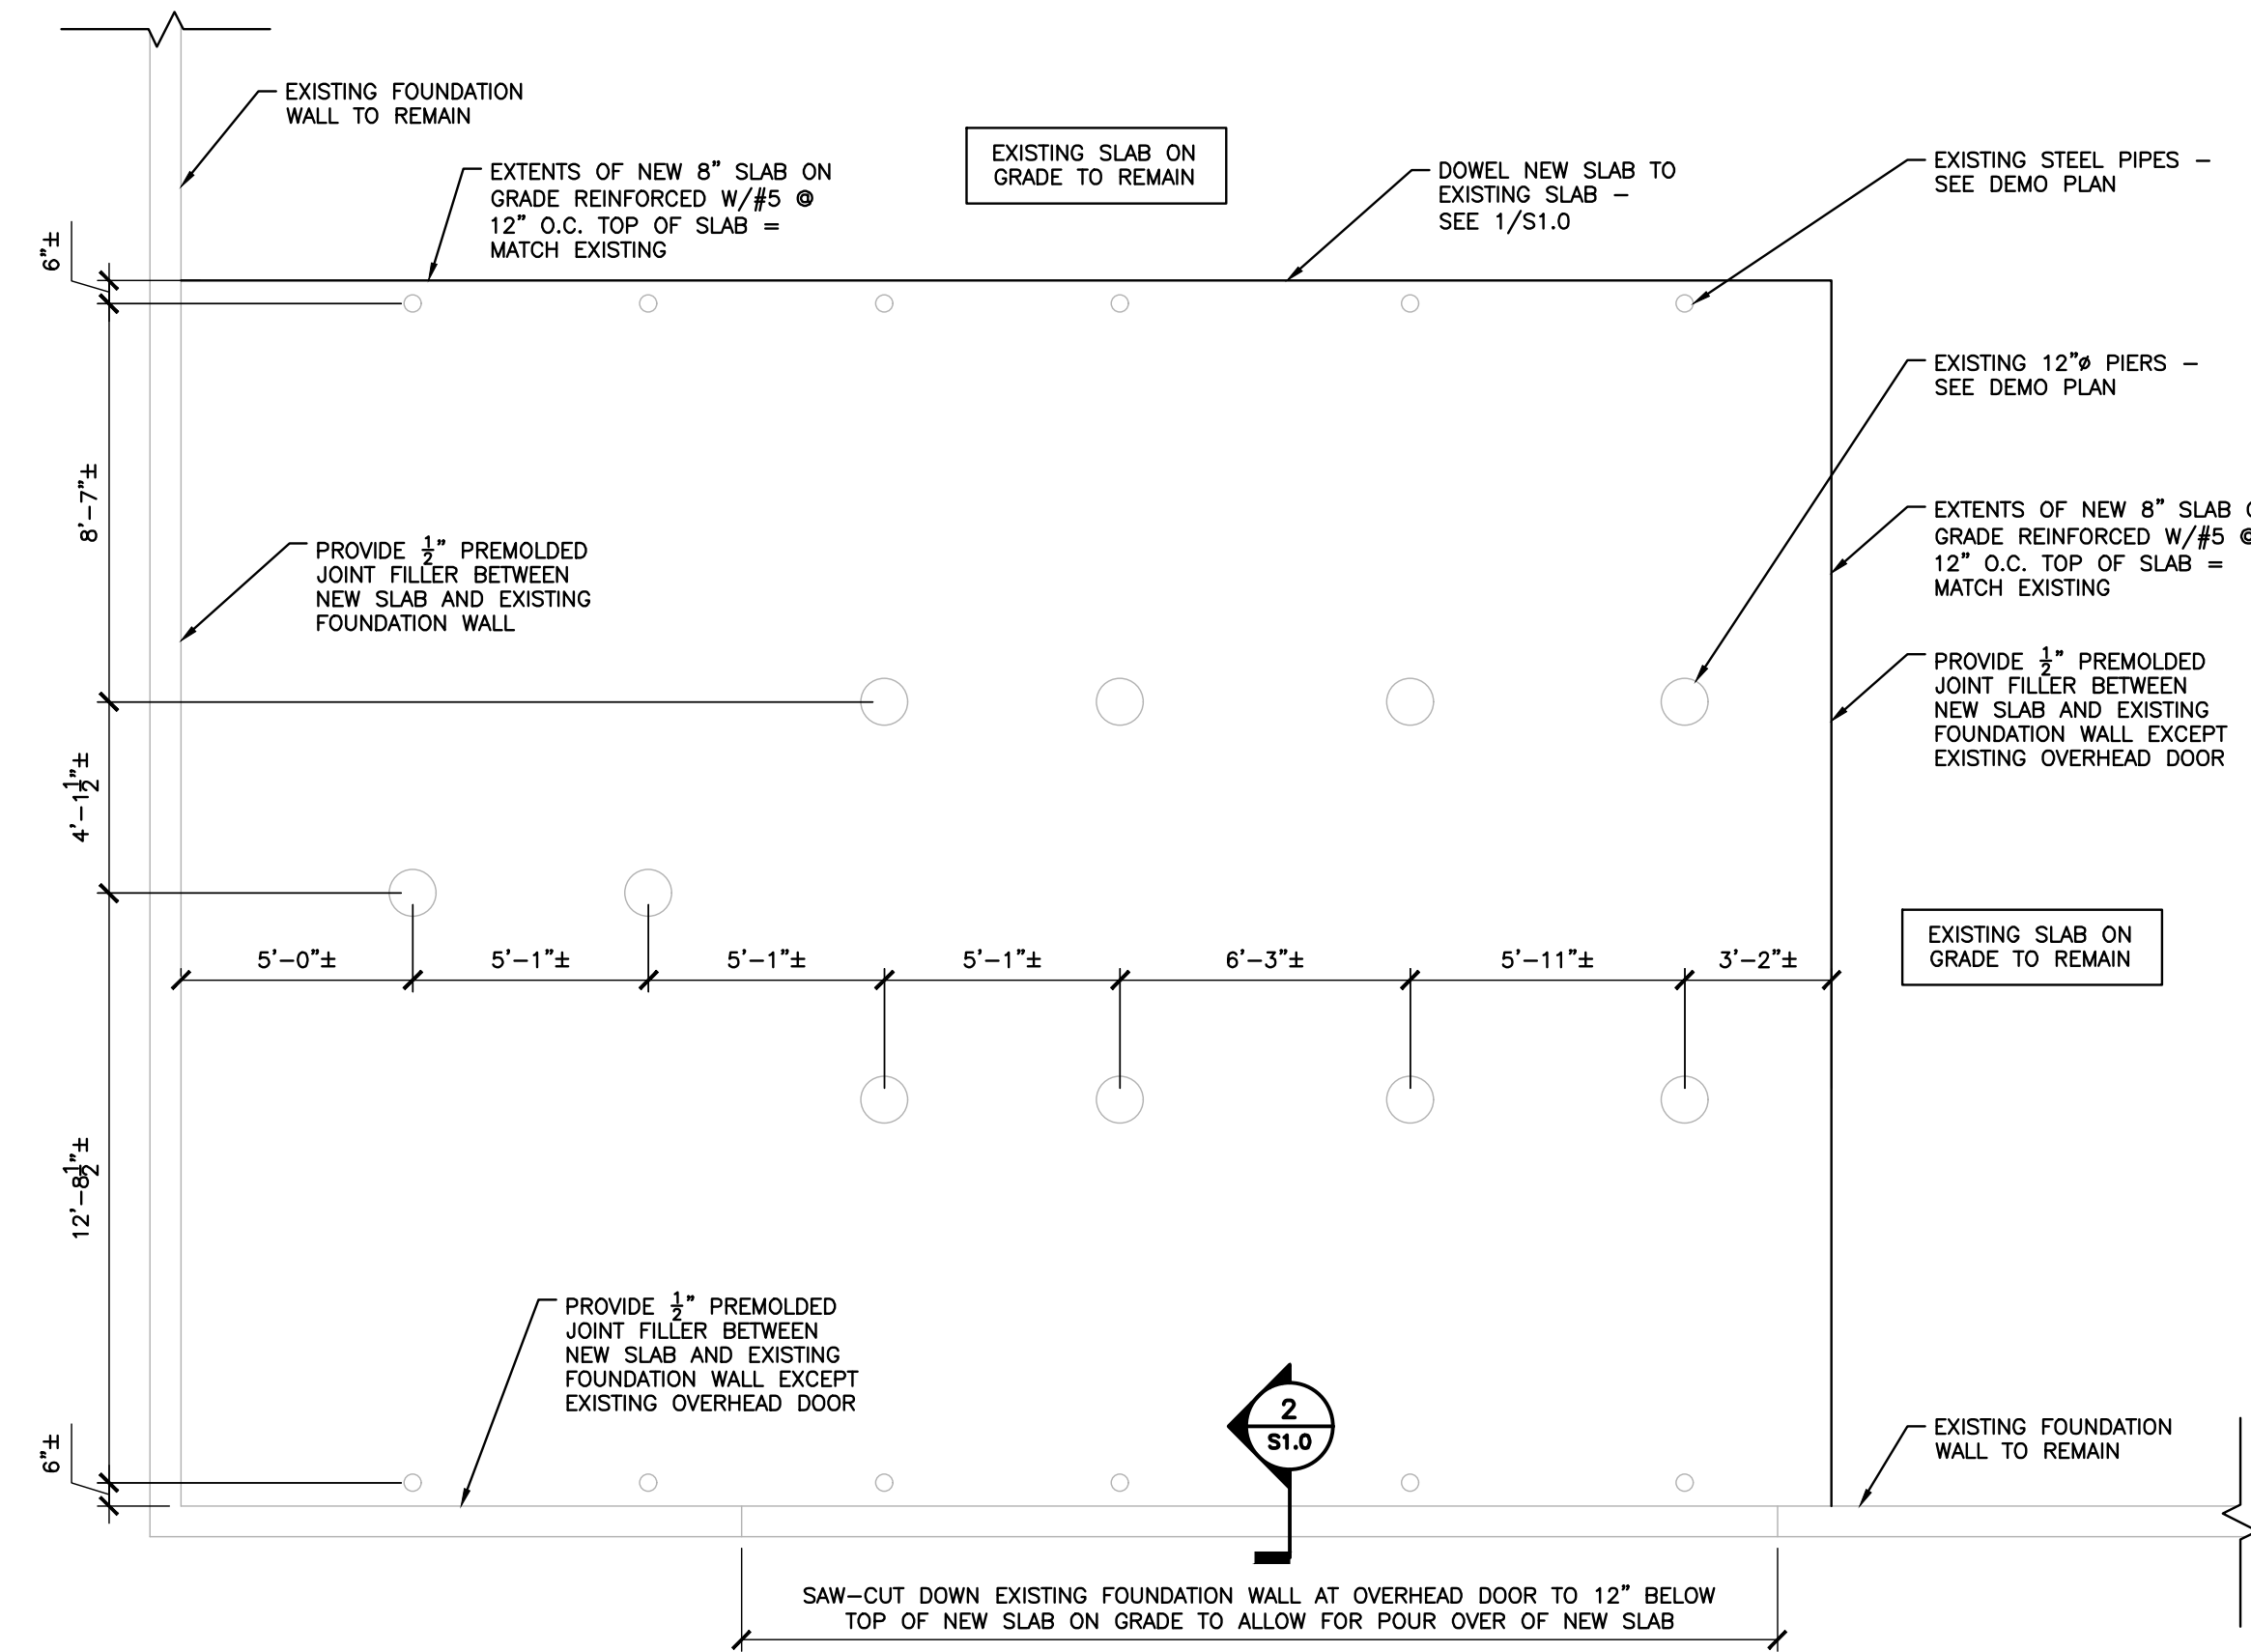 EXISTING FOUNDATION
WALL TO REMAIN
EXTENTS OF NEW 8" SLAB ON
GRADE REINFORCED W/#5 @
12" O.C. TOP OF SLAB =
MATCH EXISTING
EXISTING SLAB ON
GRADE TO REMAIN
DOWEL NEW SLAB TO
EXISTING SLAB –
SEE 1/S1.0
EXISTING STEEL PIPES –
SEE DEMO PLAN
6"±
EXISTING 12"ø PIERS –
SEE DEMO PLAN
8'–7"±
EXTENTS OF NEW 8" SLAB
GRADE REINFORCED W/#5 @
12" O.C. TOP OF SLAB =
MATCH EXISTING
PROVIDE ½" PREMOLDED
JOINT FILLER BETWEEN
NEW SLAB AND EXISTING
FOUNDATION WALL
PROVIDE ½" PREMOLDED
JOINT FILLER BETWEEN
NEW SLAB AND EXISTING
FOUNDATION WALL EXCEPT
EXISTING OVERHEAD DOOR
4'–1½"±
EXISTING SLAB ON
GRADE TO REMAIN
5'–0"± 5'–1"± 5'–1"± 5'–1"± 6'–3"± 5'–11"± 3'–2"±
12'–8½"±
PROVIDE ½" PREMOLDED
JOINT FILLER BETWEEN
NEW SLAB AND EXISTING
FOUNDATION WALL EXCEPT
EXISTING OVERHEAD DOOR
2
S1.0
6"±
EXISTING FOUNDATION
WALL TO REMAIN
SAW–CUT DOWN EXISTING FOUNDATION WALL AT OVERHEAD DOOR TO 12" BELOW
TOP OF NEW SLAB ON GRADE TO ALLOW FOR POUR OVER OF NEW SLAB